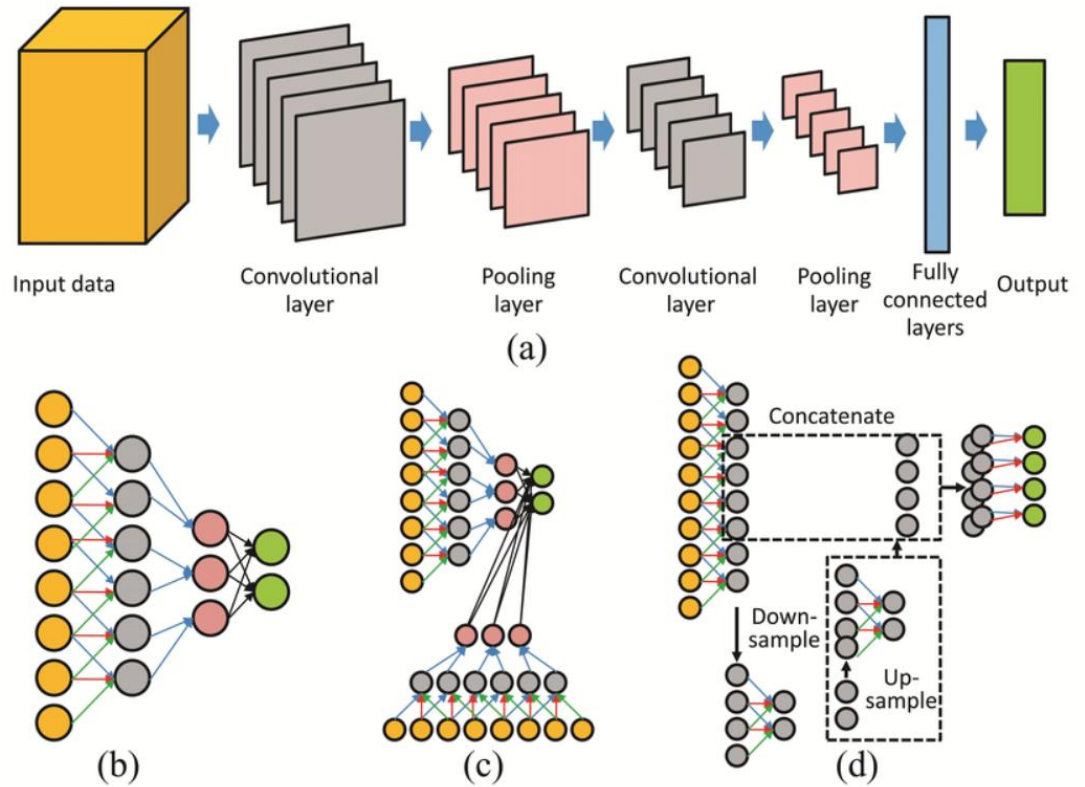 Input data
Convolutional
layer
Pooling
layer
Convolutional
layer
Pooling
layer
Fully
connected
layers
Output
(a)
Concatenate
Down-
sample
Up-
sample
(b)
(c)
(d)